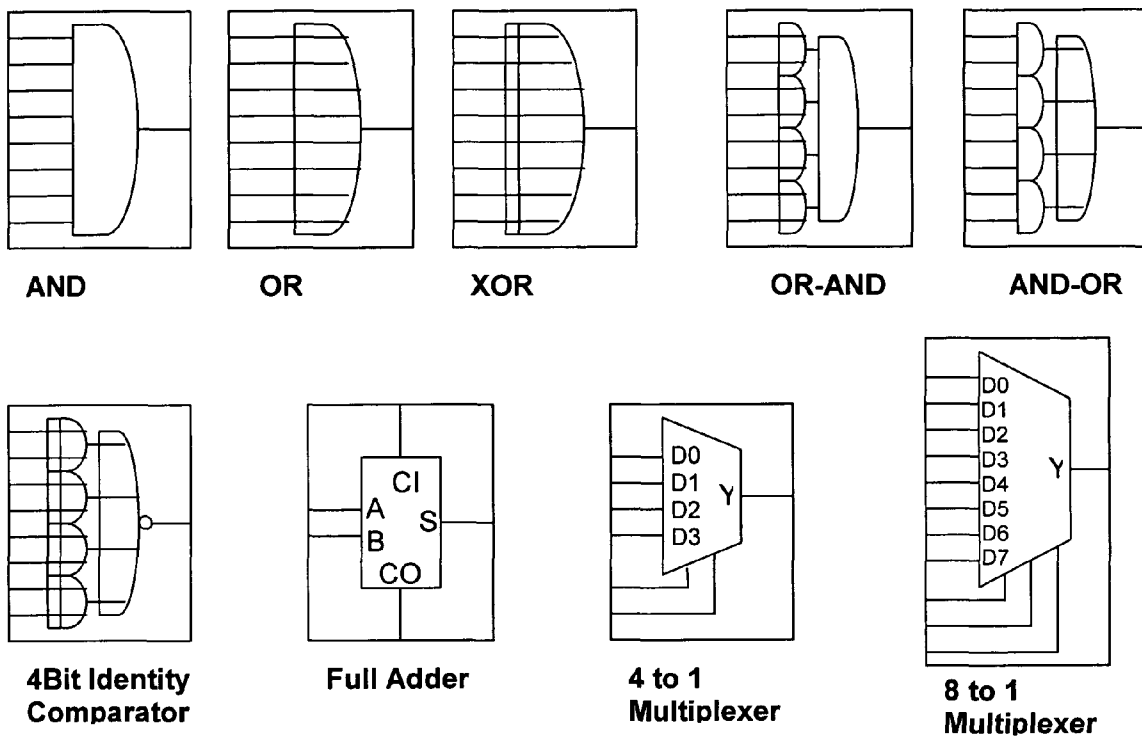 AND
OR
XOR
OR-AND
AND-OR
CI
A
B
S
CO
D0
D1
D2
D3
Y
D0
D1
D2
D3
D4
D5
D6
D7
Y
4Bit Identity
Comparator
Full Adder
4 to 1
Multiplexer
8 to 1
Multiplexer